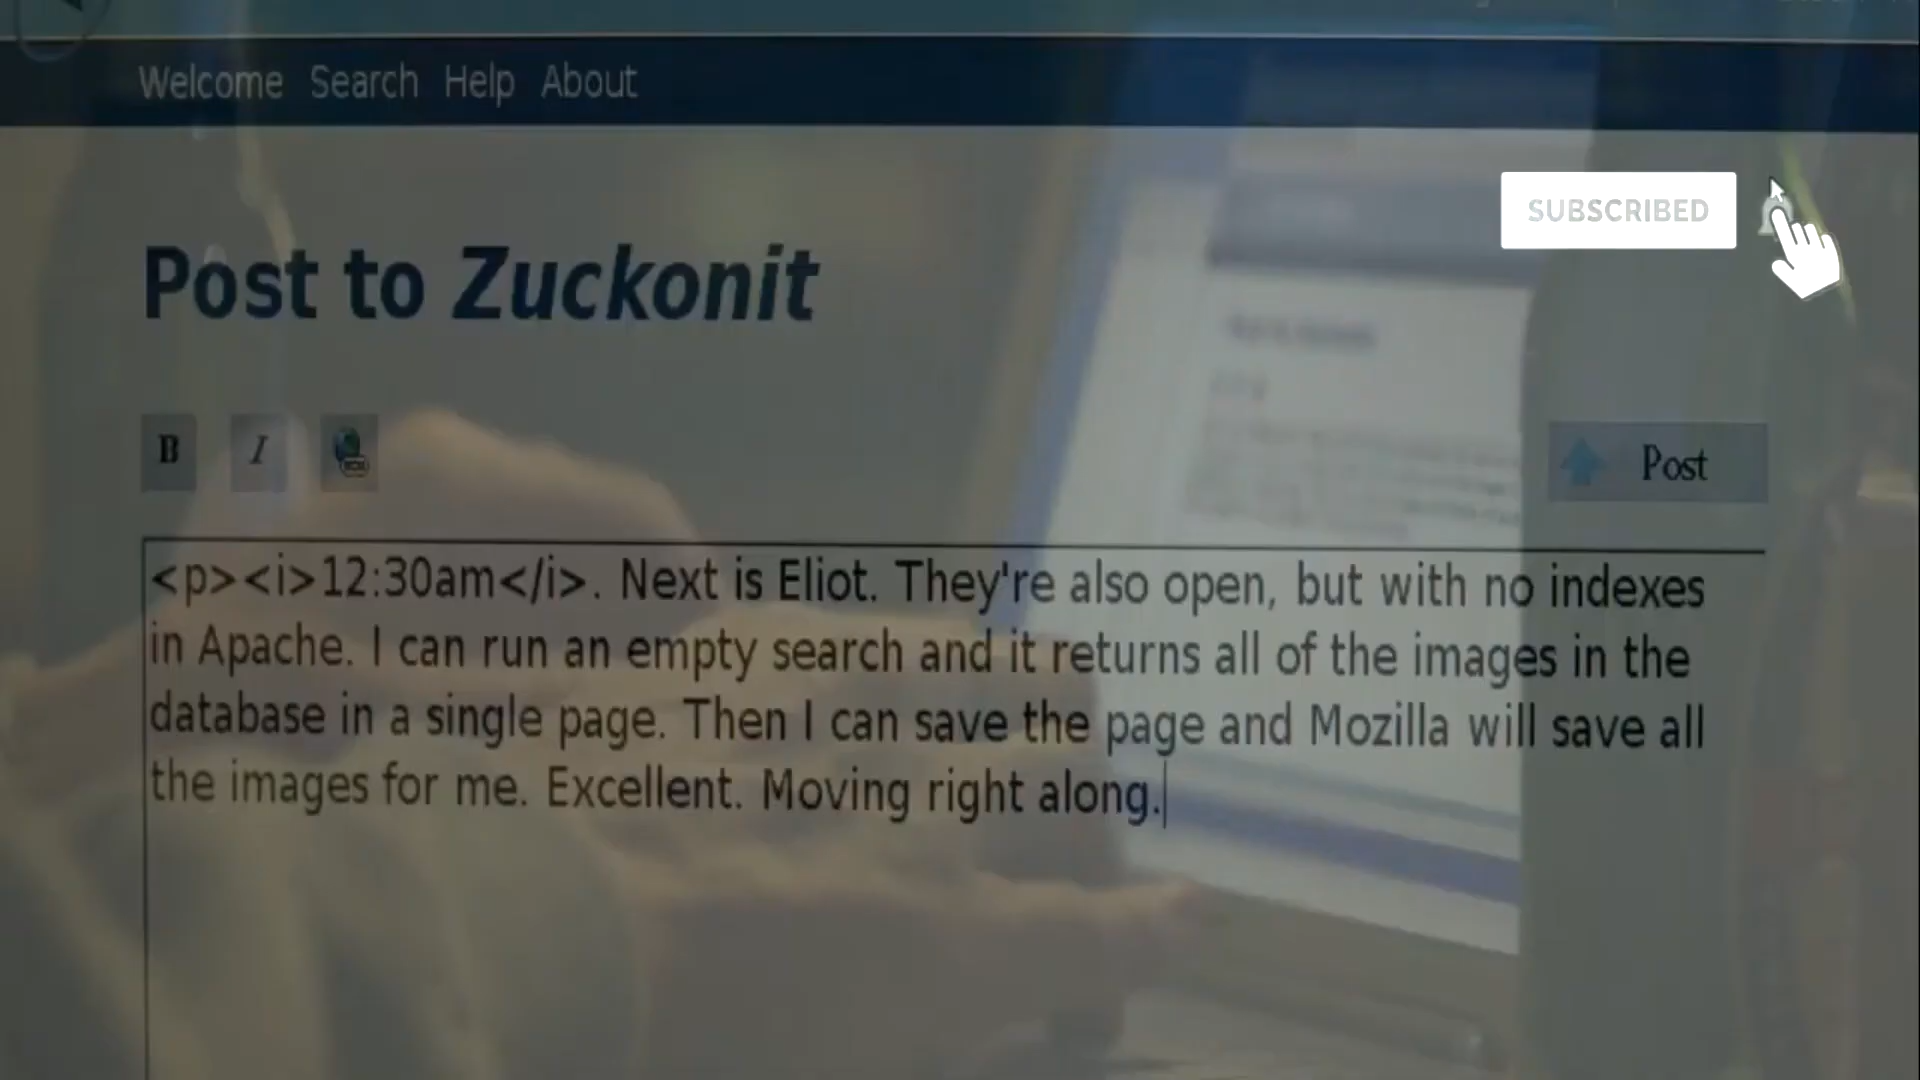 Welcome Search Help About
SUBSCRIBED
Post to Zuckonit
B I
Post
<p><i>12:30am</i>. Next is Eliot. They're also open, but with no indexes
in Apache. I can run an empty search and it returns all of the images in the
database in a single page. Then I can save the page and Mozilla will save all
the images for me. Excellent. Moving right along.